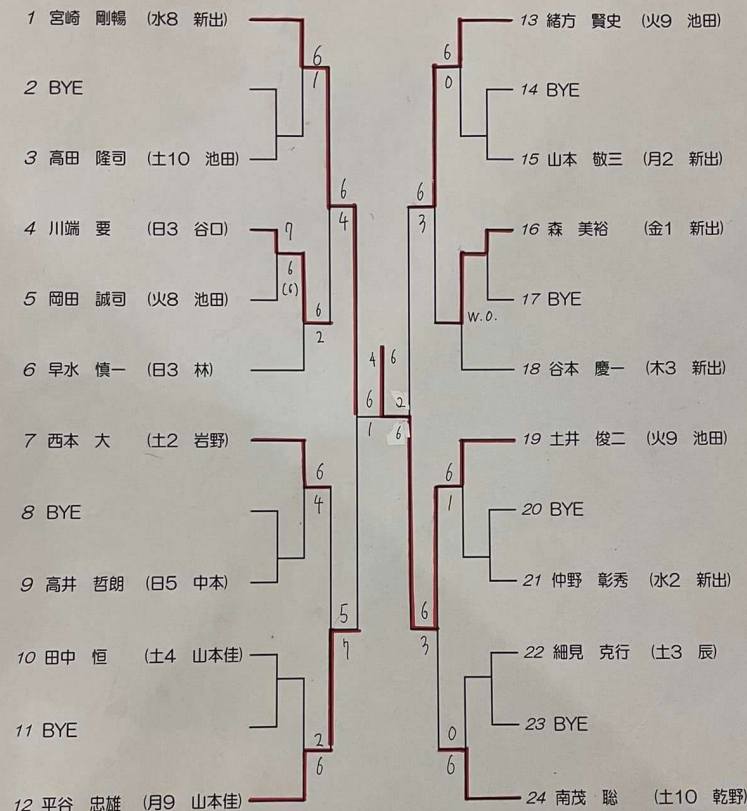 1 宮崎 剛暢 (水8 新出)
2 BYE
3 高田 隆司 (土10 池田)
4 川端 要 (日3 谷口)
5 岡田 誠司 (火8 池田)
6 早水 慎一 (日3 林)
7 西本 大 (土2 岩野)
8 BYE
9 高井 哲朗 (日5 中本)
10 田中 恒 (土4 山本佳)
11 BYE
12 平谷 忠雄 (月9 山本佳)
6
1
7
6
(6)
6
2
6
4
6
4
2
6
5
7
6
1
4 6
2
6
13 緒方 賢史 (火9 池田)
14 BYE
15 山本 敬三 (月2 新出)
16 森 美裕 (金1 新出)
17 BYE
18 谷本 慶一 (木3 新出)
19 土井 俊二 (火9 池田)
20 BYE
21 仲野 彰秀 (水2 新出)
22 細見 克行 (土3 辰)
23 BYE
24 南茂 聡 (土10 乾野)
6
0
W.O.
6
3
6
1
0
6
6
3